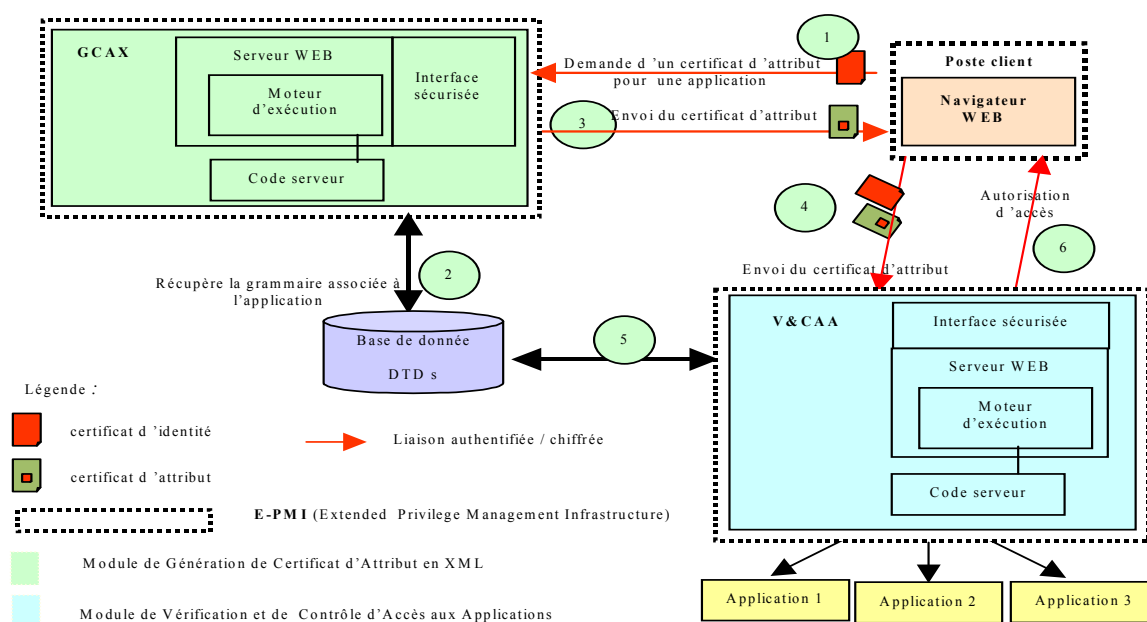 GCAX
Serveur WEB
Moteur
d'exécution
Interface
sécurisée
Code serveur
1
Demande d 'un certificat d 'attribut
pour une application
3
Envoi du certificat d'attribut
Poste client
Navigateur
WEB
4
Autorisation
d 'accès
6
Envoi du certificat d'attribut
2
Récupère la grammaire associée à
l'application
Base de donnée
DTD s
5
V&CAA
Interface sécurisée
Serveur WEB
Moteur
d'exécution
Code serveur
Légende :
certificat d 'identité
Liaison authentifiée / chiffrée
certificat d 'attribut
E-PMI (Extended Privilege Management Infrastructure)
Module de Génération de Certificat d'Attribut en XML
Module de Vérification et de Contrôle d'Accès aux Applications
Application 1
Application 2
Application 3